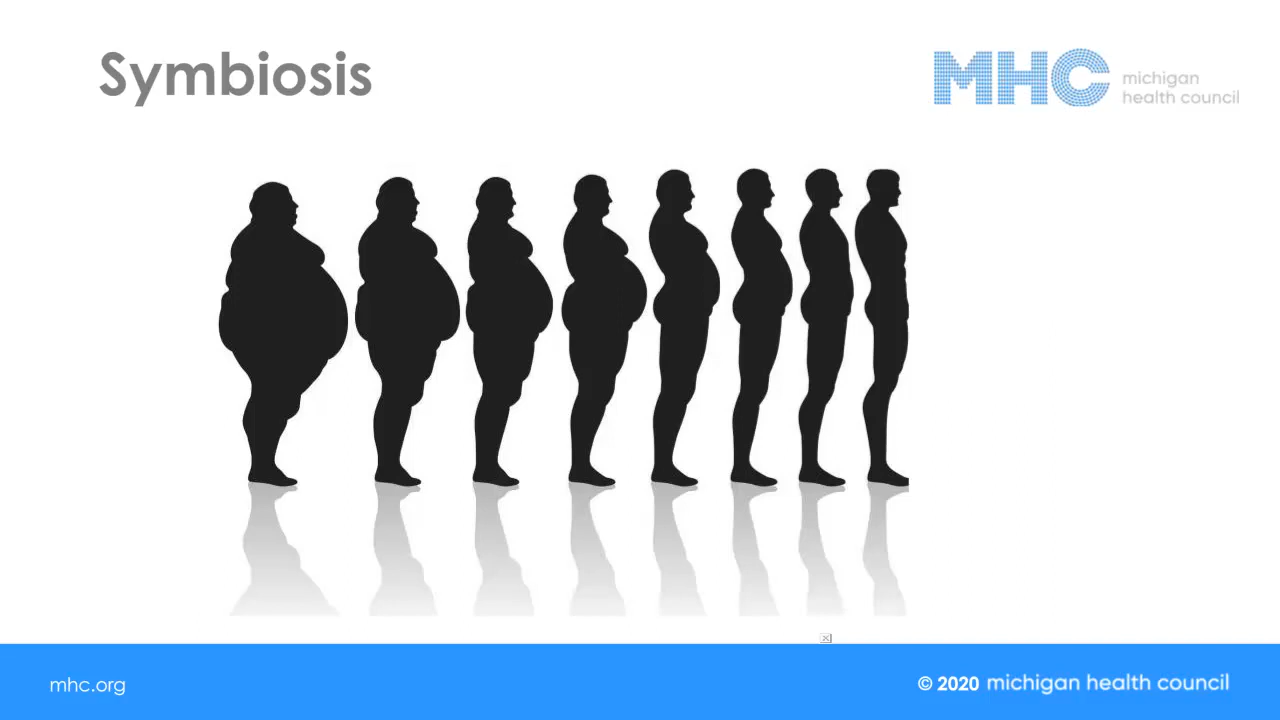 Symbiosis
MHC
michigan
health council
mhc.org
© 2020 michigan health council